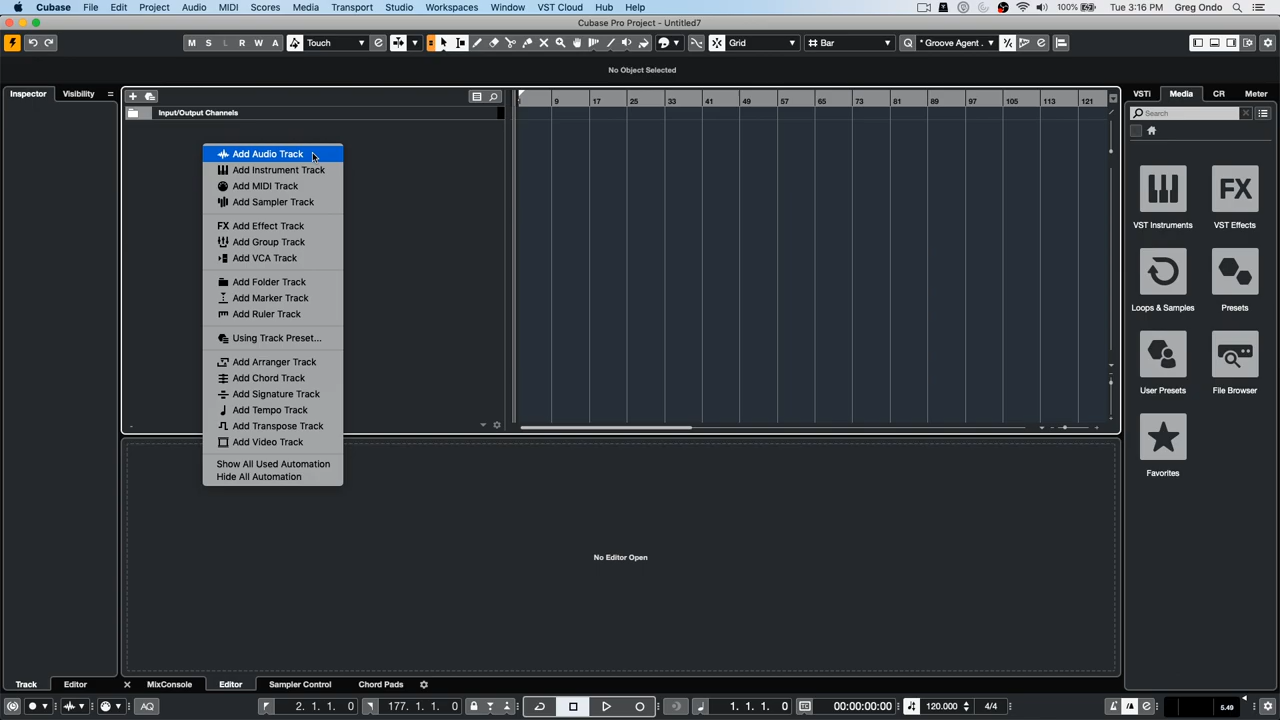 Cubase File Edit Project Audio MIDI Scores Media Transport Studio Workspaces Window VST Cloud Hub Help 100% Tue 3:16 PM Greg Ondo
Cubase Pro Project - Untitled7
M S L R W A Touch Grid Bar Q * Groove Agent .
No Object Selected
Inspector Visibility
VSTi Media CR Meter
9 17 25 33 41 49 57 65 73 81 89 97 105 113 121
Input/Output Channels
Search
Add Audio Track
Add Instrument Track
Add MIDI Track
Add Sampler Track
FX Add Effect Track
Add Group Track
Add VCA Track
Add Folder Track
Add Marker Track
Add Ruler Track
Using Track Preset...
Add Arranger Track
Add Chord Track
Add Signature Track
Add Tempo Track
Add Transpose Track
Add Video Track
Show All Used Automation
Hide All Automation
FX
VST Instruments VST Effects
Loops & Samples Presets
User Presets File Browser
Favorites
No Editor Open
Track Editor
MixConsole Editor Sampler Control Chord Pads
AQ 2. 1. 1. 0 177. 1. 1. 0 1. 1. 1. 0 00:00:00:00 120.000 4/4 5.49